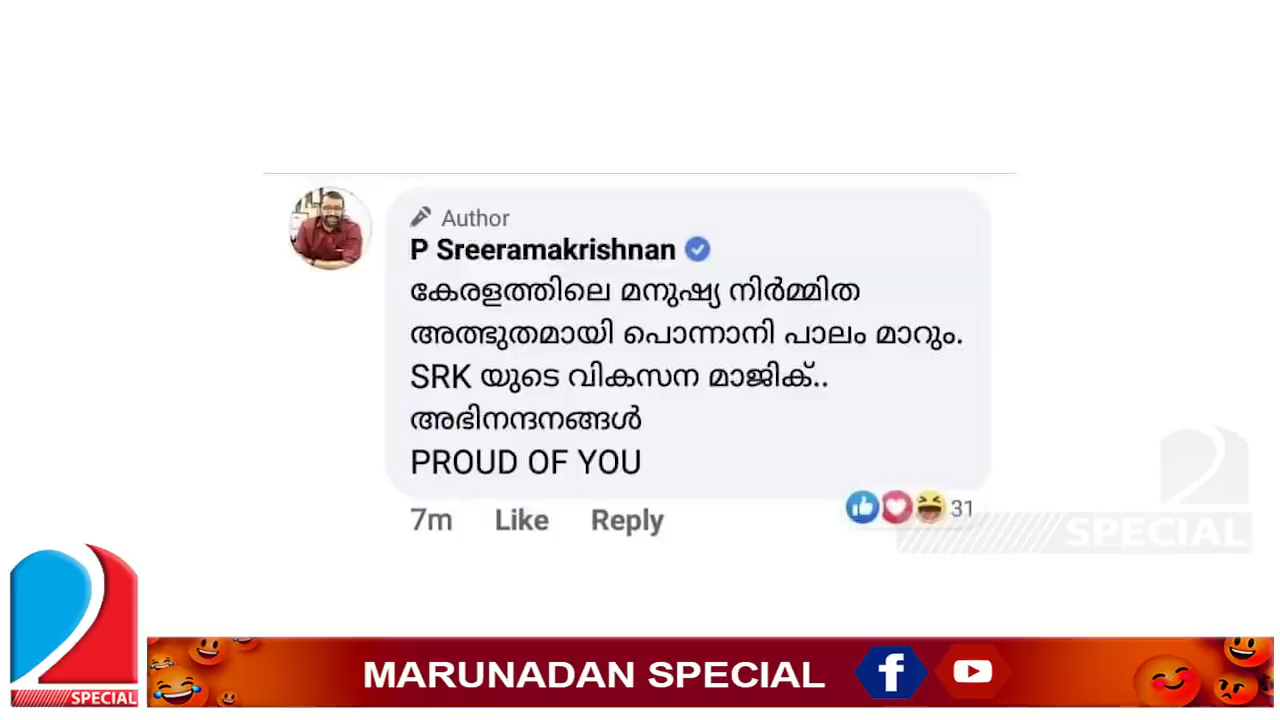 Author
P Sreeramakrishnan
കേരളത്തിലെ മനുഷ്യ നിർമ്മിത
അത്ഭുതമായി പൊന്നാനി പാലം മാറും.
SRK യുടെ വികസന മാജിക്..
അഭിനന്ദനങ്ങൾ
PROUD OF YOU
7m Like Reply 31
SPECIAL
SPECIAL
MARUNADAN SPECIAL